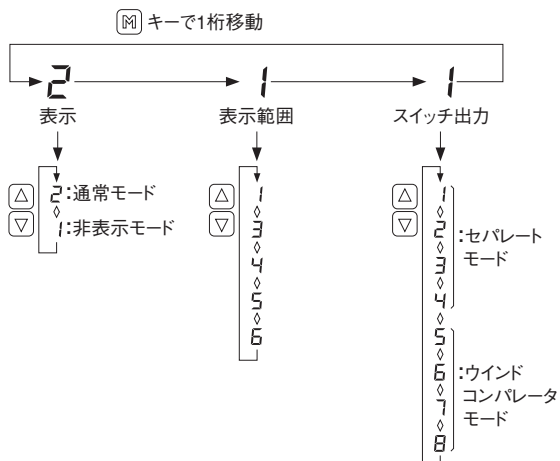 M キーで1桁移動
2 1 1
表示 表示範囲 スイッチ出力
△ 2:通常モード
▽ 1:非表示モード
△
▽
1
3
4
5
6
△
▽
1
2 :セパレート
3 モード
4
5
6 :ウインド
7 コンパレータ
8 モード